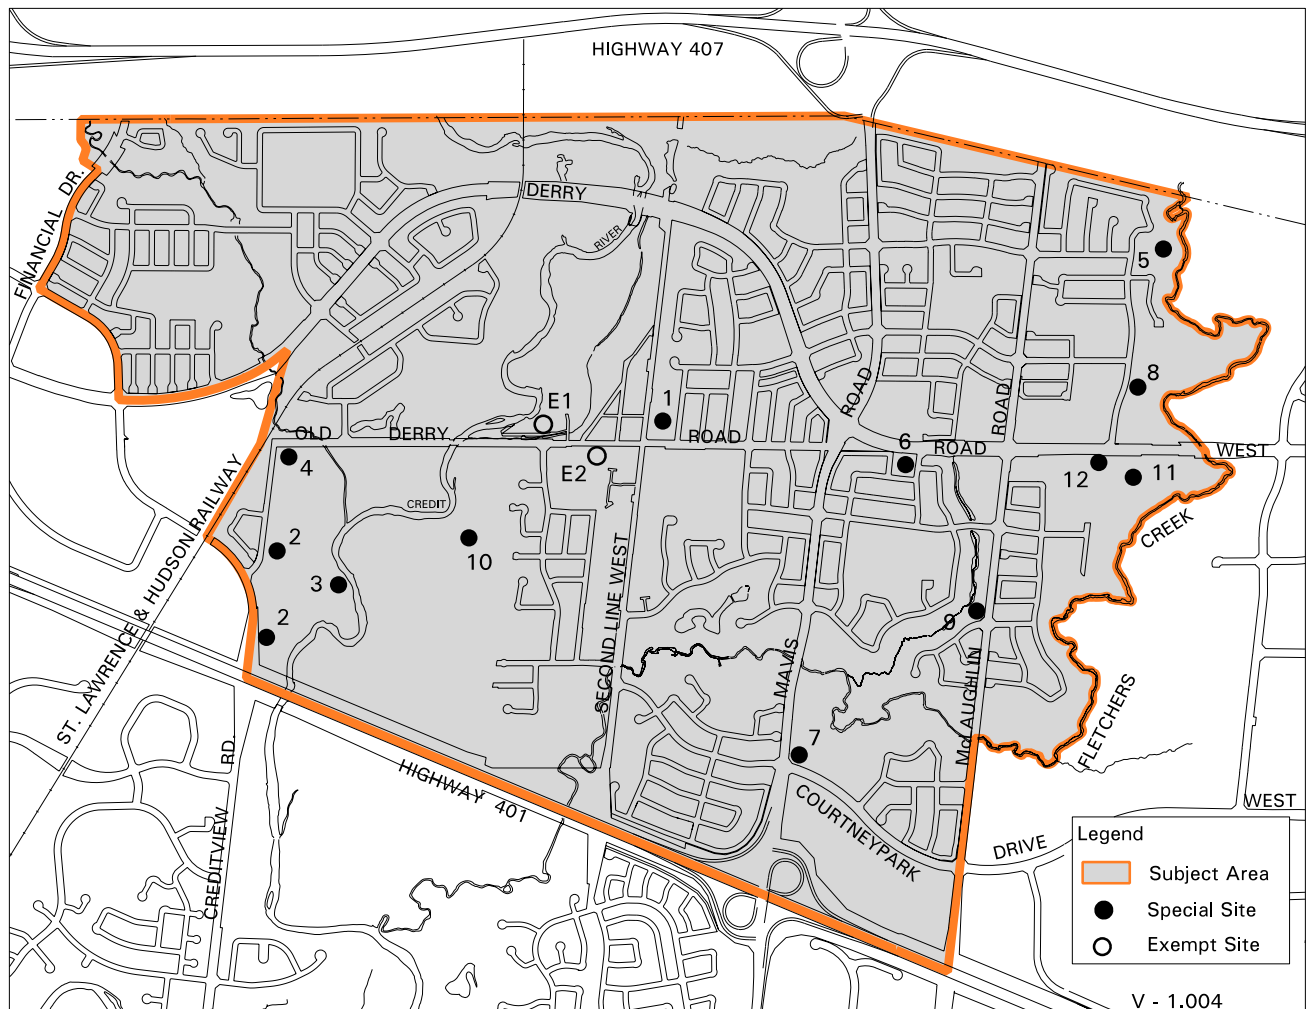 HIGHWAY 407
FINANCIAL DR.
DERRY
RIVER
5
8
E1
1
ROAD
ROAD
OLD DERRY ROAD
6
ROAD
WEST
4
E2
12
11
CREDIT
CREEK
ST. LAWRENCE & HUDSON RAILWAY
2
10
3
SECOND LINE WEST
2
9
MAVIS
McLAUGHLIN
FLETCHERS
CREDITVIEW RD.
7
HIGHWAY 401
COURTNEYPARK
DRIVE
WEST
Legend
Subject Area
Special Site
Exempt Site
V - 1.004